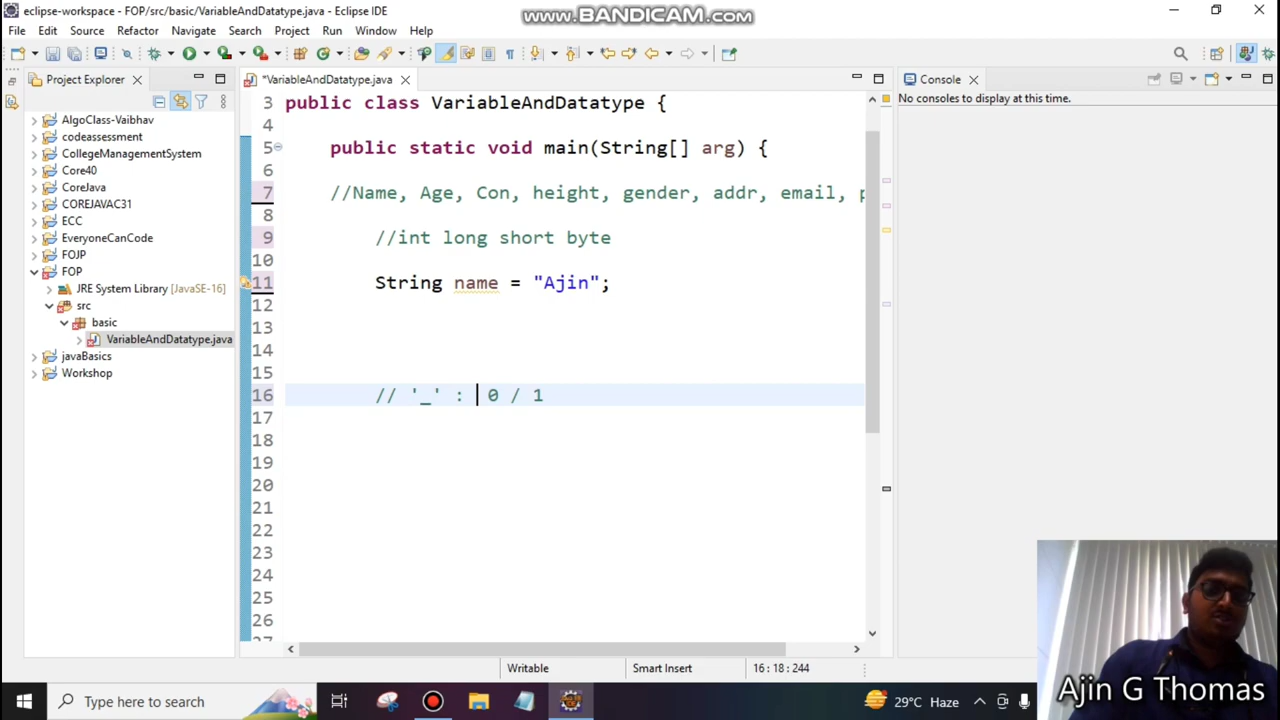 eclipse-workspace - FOP/src/basic/VariableAndDatatype.java - Eclipse IDE
www.BANDICAM.com
File Edit Source Refactor Navigate Search Project Run Window Help
Project Explorer
*VariableAndDatatype.java
Console
No consoles to display at this time.
AlgoClass-Vaibhav
codeassessment
CollegeManagementSystem
Core40
CoreJava
COREJAVAC31
ECC
EveryoneCanCode
FOJP
FOP
JRE System Library [JavaSE-16]
src
basic
VariableAndDatatype.java
javaBasics
Workshop
3 public class VariableAndDatatype {
4
5 public static void main(String[] arg) {
6
7 //Name, Age, Con, height, gender, addr, email, p
8
9 //int long short byte
10
11 String name = "Ajin";
12
13
14
15
16 // '_' : 0 / 1
17
18
19
20
21
22
23
24
25
26
27
Writable
Smart Insert
16 : 18 : 244
Ajin G Thomas
Type here to search
29°C Haze